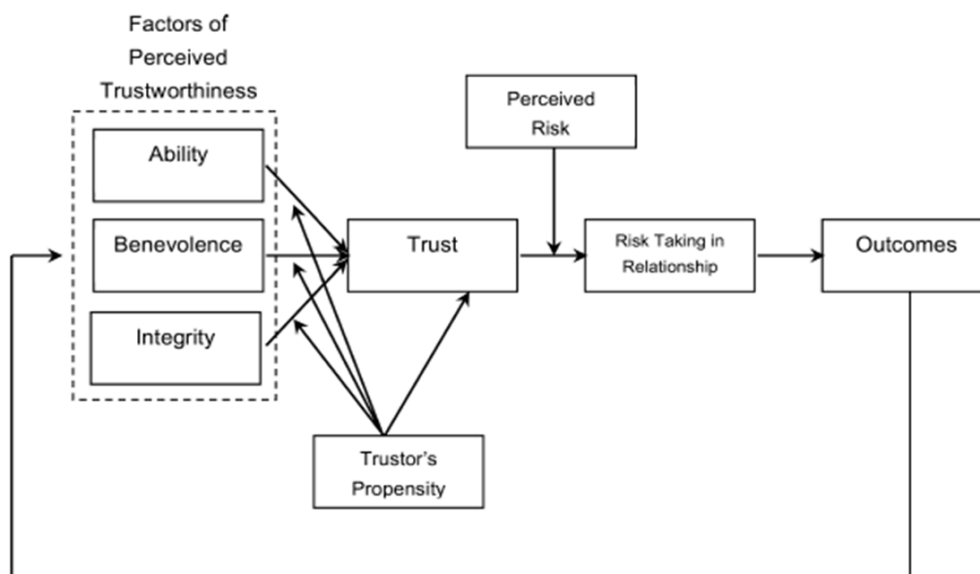 Factors of
Perceived
Trustworthiness
Ability
Benevolence
Integrity
Trust
Perceived
Risk
Risk Taking in
Relationship
Outcomes
Trustor's
Propensity